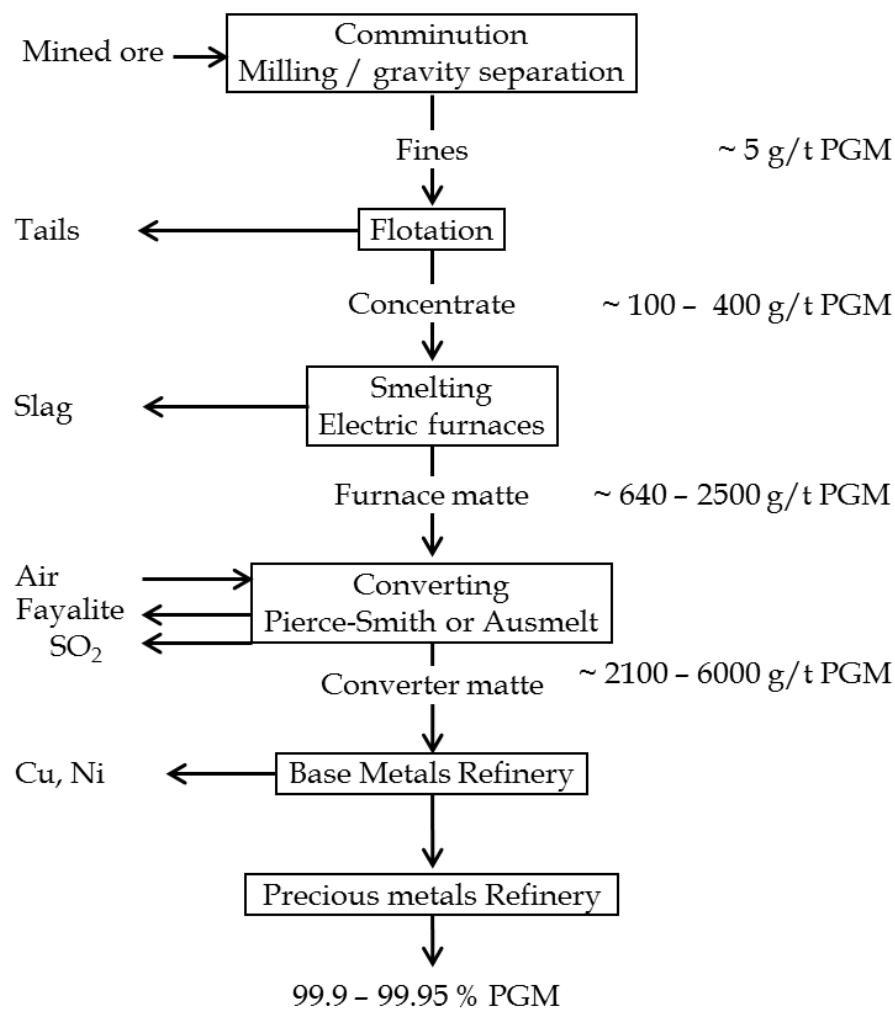 Comminution
Mined ore
Milling / gravity separation
Fines
~ 5 g/t PGM
Tails
Flotation
Concentrate
~ 100 – 400 g/t PGM
Smelting
Slag
Electric furnaces
Furnace matte
~ 640 – 2500 g/t PGM
Air
Converting
Fayalite
Pierce-Smith or Ausmelt
SO₂
Converter matte
~ 2100 – 6000 g/t PGM
Cu, Ni
Base Metals Refinery
Precious metals Refinery
99.9 – 99.95 % PGM